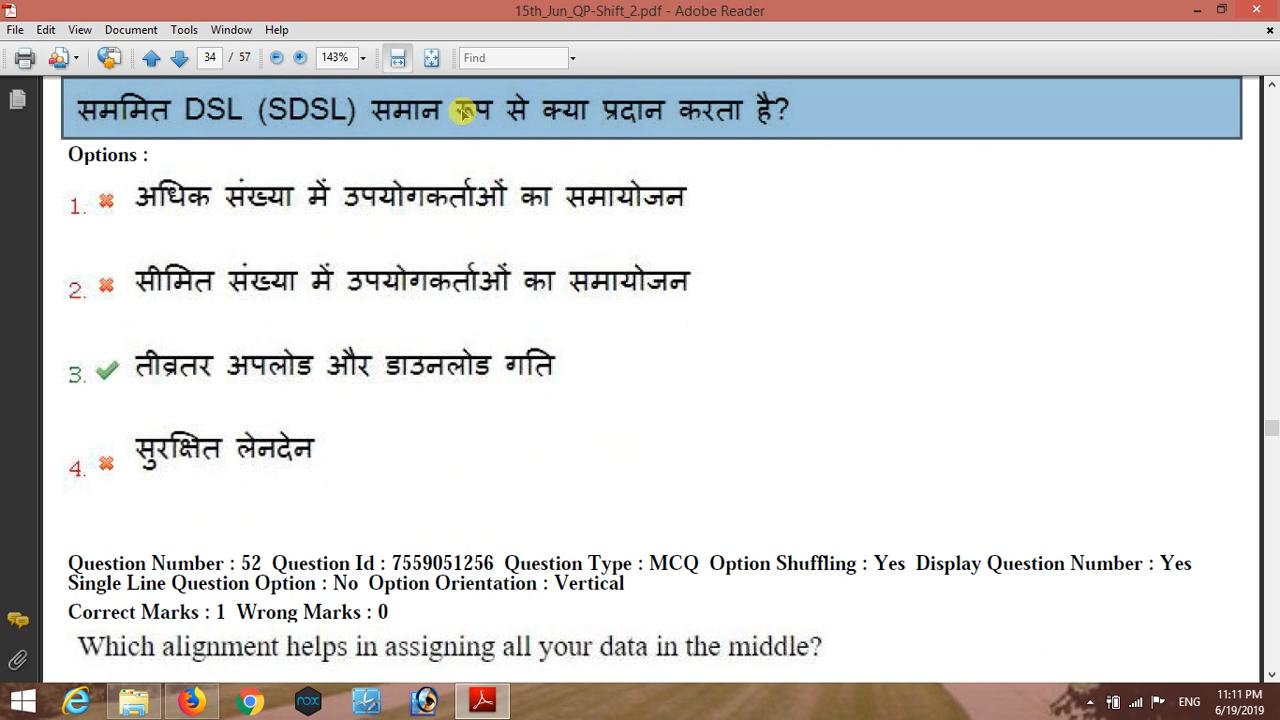 15th_Jun_QP-Shift_2.pdf - Adobe Reader
File Edit View Document Tools Window Help
34 / 57 143% Find
सममित DSL (SDSL) समान रूप से क्या प्रदान करता है?
Options :
1. अधिक संख्या में उपयोगकर्ताओं का समायोजन
2. सीमित संख्या में उपयोगकर्ताओं का समायोजन
3. तीव्रतर अपलोड और डाउनलोड गति
4. सुरक्षित लेनदेन
Question Number : 52 Question Id : 7559051256 Question Type : MCQ Option Shuffling : Yes Display Question Number : Yes
Single Line Question Option : No Option Orientation : Vertical
Correct Marks : 1 Wrong Marks : 0
Which alignment helps in assigning all your data in the middle?
nox
ENG
11:11 PM
6/19/2019